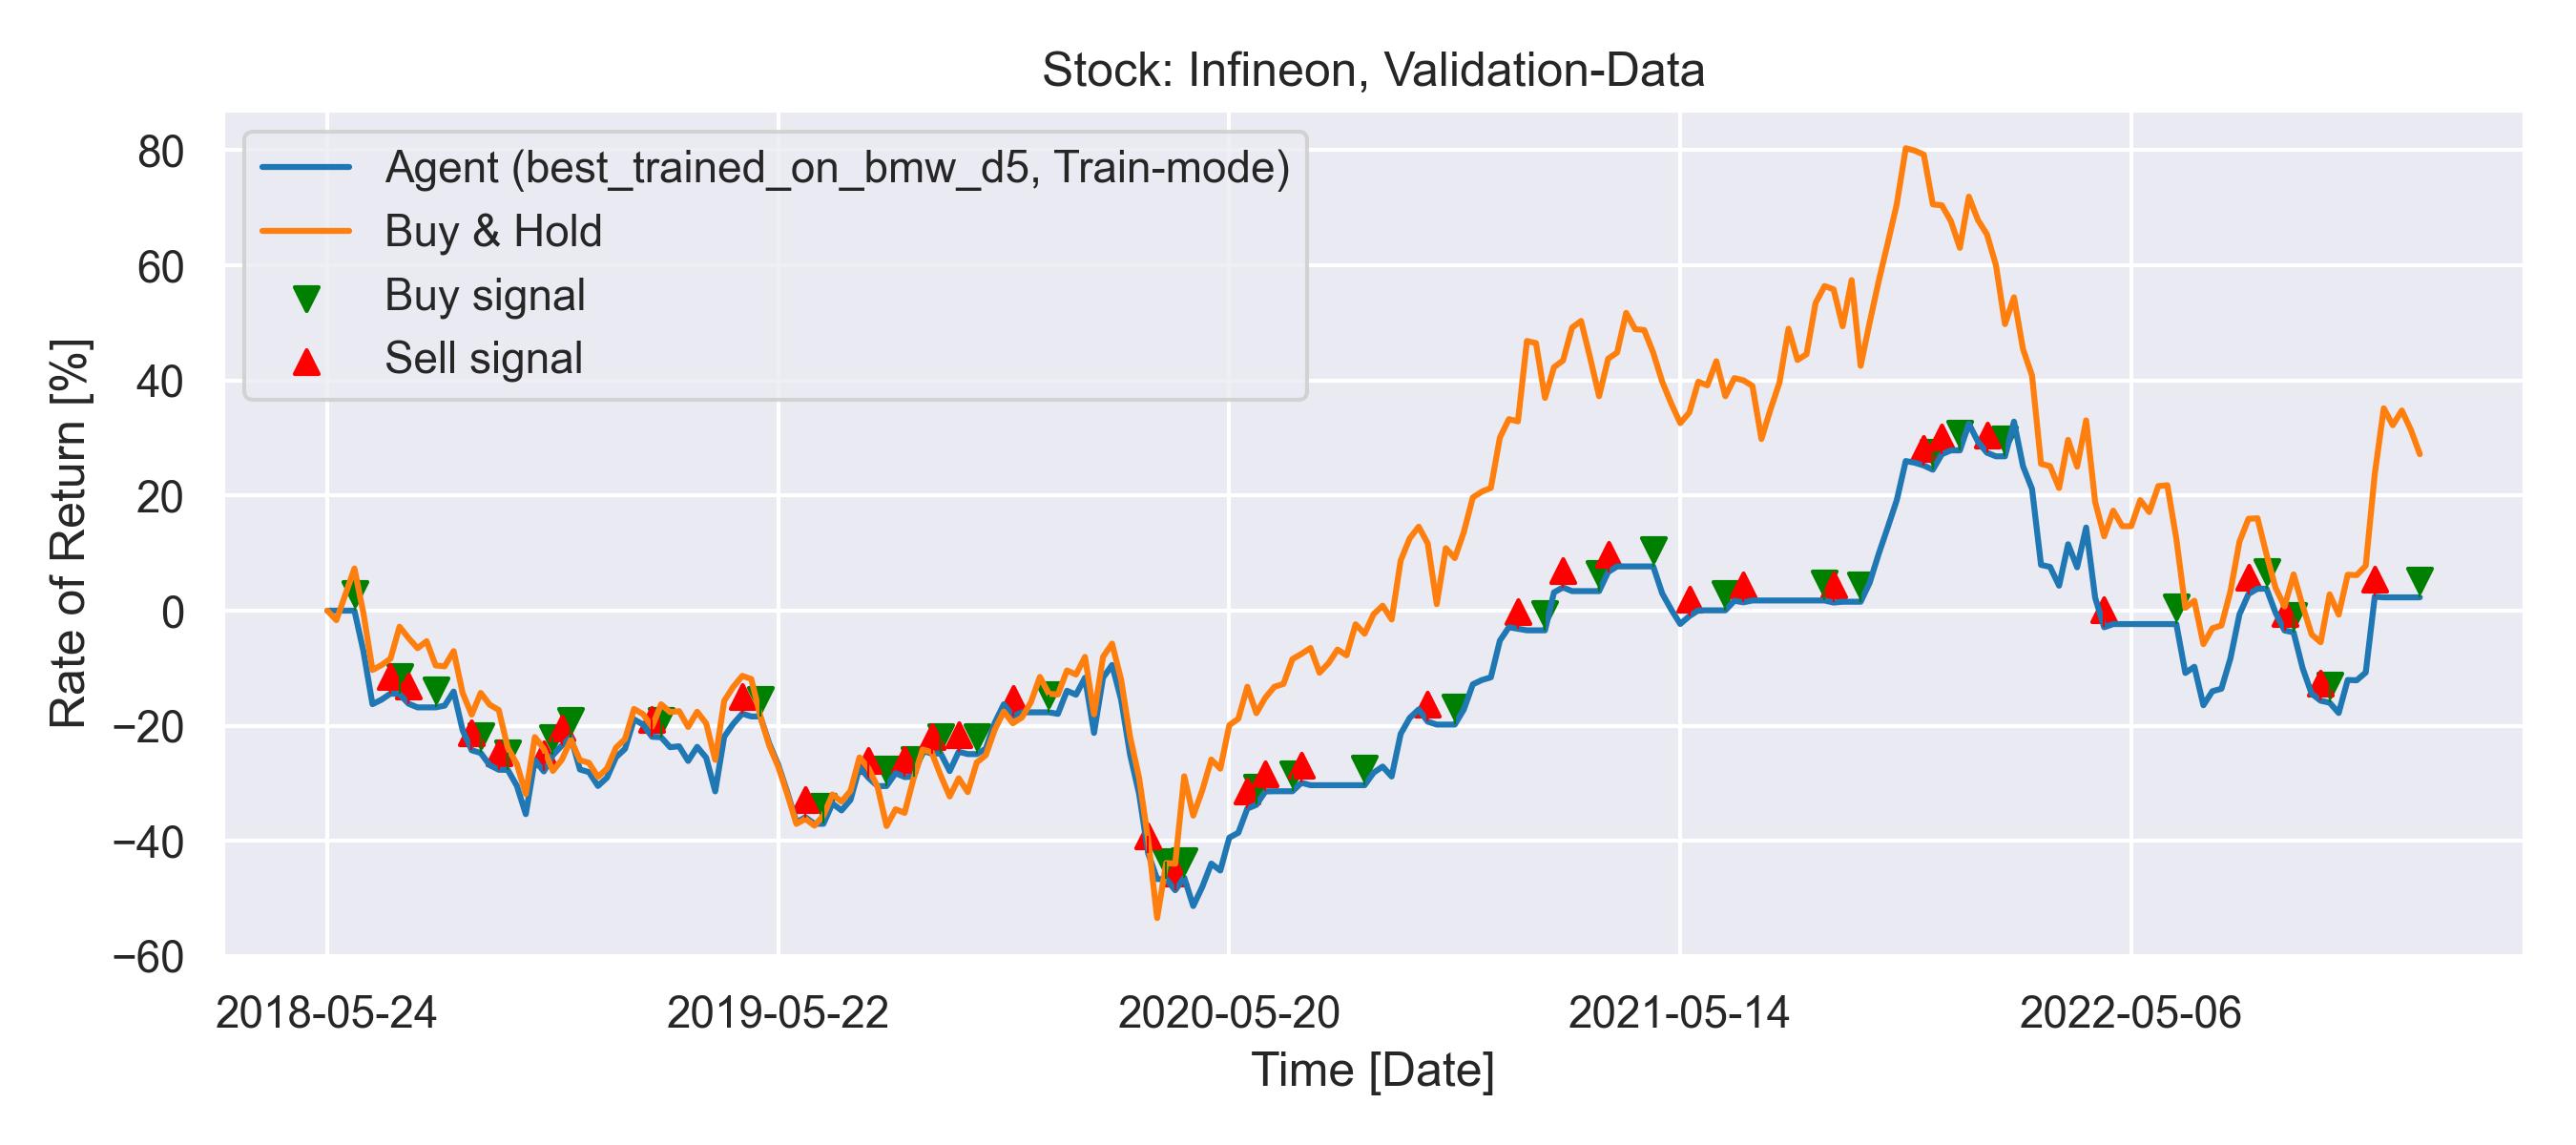 Stock: Infineon, Validation-Data
Agent (best_trained_on_bmw_d5, Train-mode)
Buy & Hold
Buy signal
Sell signal
Rate of Return [%]
80
60
40
20
0
−20
−40
−60
2018-05-24 2019-05-22 2020-05-20 2021-05-14 2022-05-06
Time [Date]